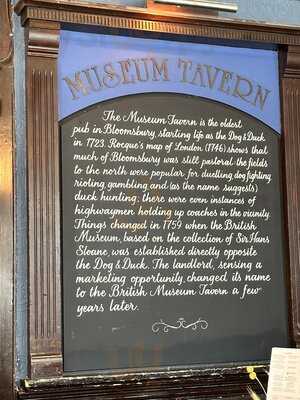 MUSEUM TAVERN
The Museum Tavern is the oldest
pub in Bloomsbury, starting life as the Dog & Duck
in 1723. Rocque's map of London (1746) shows that
much of Bloomsbury was still pastoral: the fields
to the north were popular for duelling, dog fighting,
rioting, gambling and (as the name suggests)
duck hunting; there were even instances of
highwaymen holding up coaches in the vicinity.
Things changed in 1759 when the British
Museum, based on the collection of Sir Hans
Sloane, was established directly opposite
the Dog & Duck. The landlord, sensing a
marketing opportunity, changed its name
to the British Museum Tavern a few
years later.